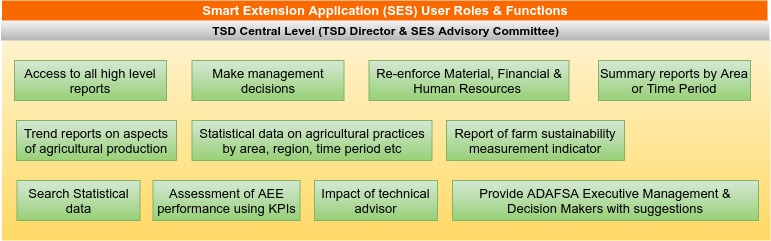 Smart Extension Application (SES) User Roles & Functions
TSD Central Level (TSD Director & SES Advisory Committee)
Access to all high level
reports
Make management
decisions
Re-enforce Material, Financial &
Human Resources
Summary reports by Area
or Time Period
Trend reports on aspects
of agricultural production
Statistical data on agricultural practices
by area, region, time period etc
Report of farm sustainability
measurement indicator
Search Statistical
data
Assessment of AEE
performance using KPIs
Impact of technical
advisor
Provide ADAFSA Executive Management &
Decision Makers with suggestions